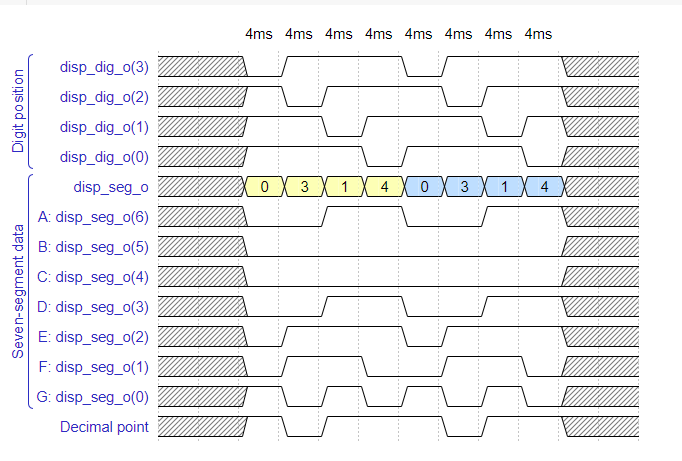 4ms 4ms 4ms 4ms 4ms 4ms 4ms 4ms
Digit position
disp_dig_o(3)
disp_dig_o(2)
disp_dig_o(1)
disp_dig_o(0)
Seven-segment data
disp_seg_o 0 3 1 4 0 3 1 4
A: disp_seg_o(6)
B: disp_seg_o(5)
C: disp_seg_o(4)
D: disp_seg_o(3)
E: disp_seg_o(2)
F: disp_seg_o(1)
G: disp_seg_o(0)
Decimal point